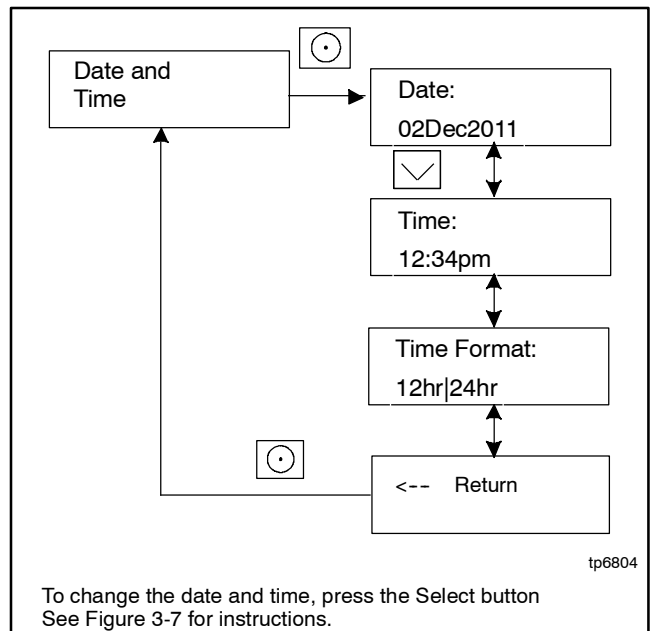 Date and
Time
Date:
02Dec2011
Time:
12:34pm
Time Format:
12hr|24hr
<-- Return
tp6804
To change the date and time, press the Select button
See Figure 3-7 for instructions.